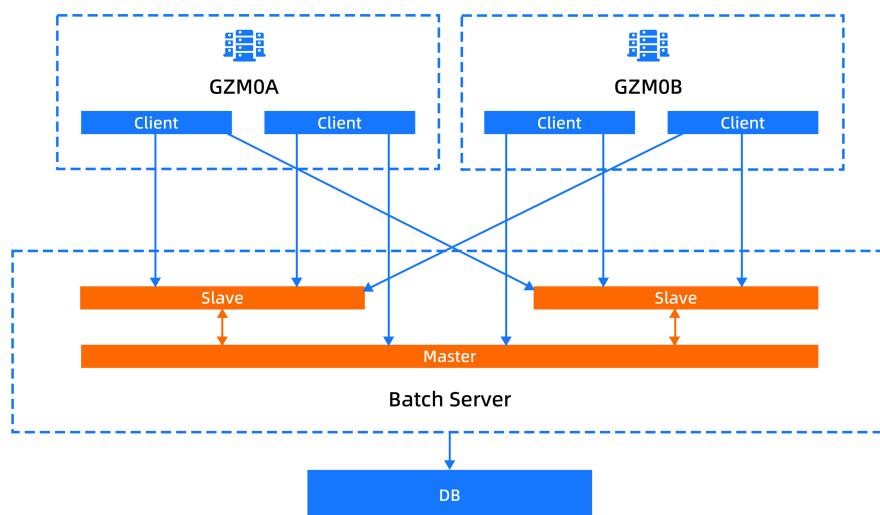 GZM0A
GZM0B
Client
Client
Client
Client
Slave
Slave
Master
Batch Server
DB